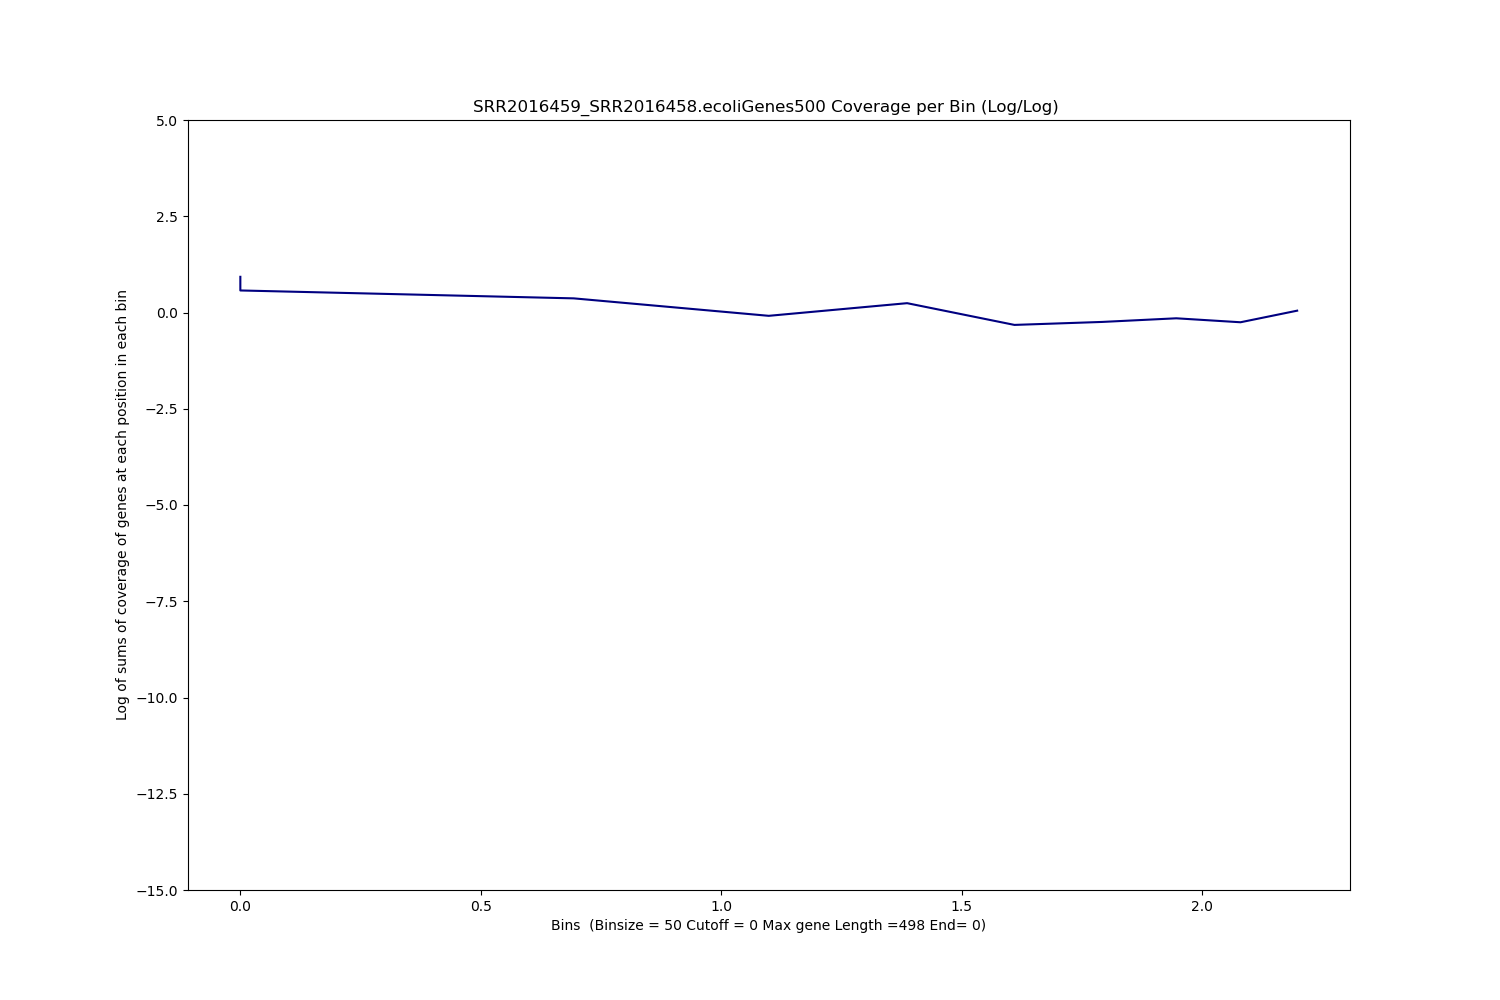 SRR2016459_SRR2016458.ecoliGenes500 Coverage per Bin (Log/Log)
5.0
2.5
0.0
−2.5
−5.0
−7.5
−10.0
−12.5
−15.0
Log of sums of coverage of genes at each position in each bin
0.0 0.5 1.0 1.5 2.0
Bins  (Binsize = 50 Cutoff = 0 Max gene Length =498 End= 0)